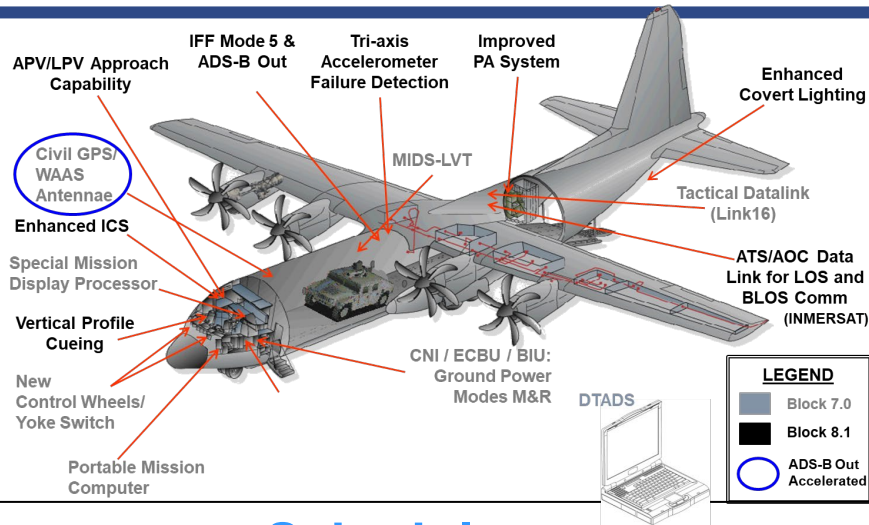 IFF Mode 5 &
ADS-B Out
Tri-axis
Accelerometer
Failure Detection
Improved
PA System
APV/LPV Approach
Capability
Enhanced
Covert Lighting
Civil GPS/
WAAS
Antennae
MIDS-LVT
Tactical Datalink
(Link16)
Enhanced ICS
Special Mission
Display Processor
ATS/AOC Data
Link for LOS and
BLOS Comm
(INMERSAT)
Vertical Profile
Cueing
CNI / ECBU / BIU:
Ground Power
Modes M&R
New
Control Wheels/
Yoke Switch
DTADS
Portable Mission
Computer
LEGEND
Block 7.0
Block 8.1
ADS-B Out
Accelerated